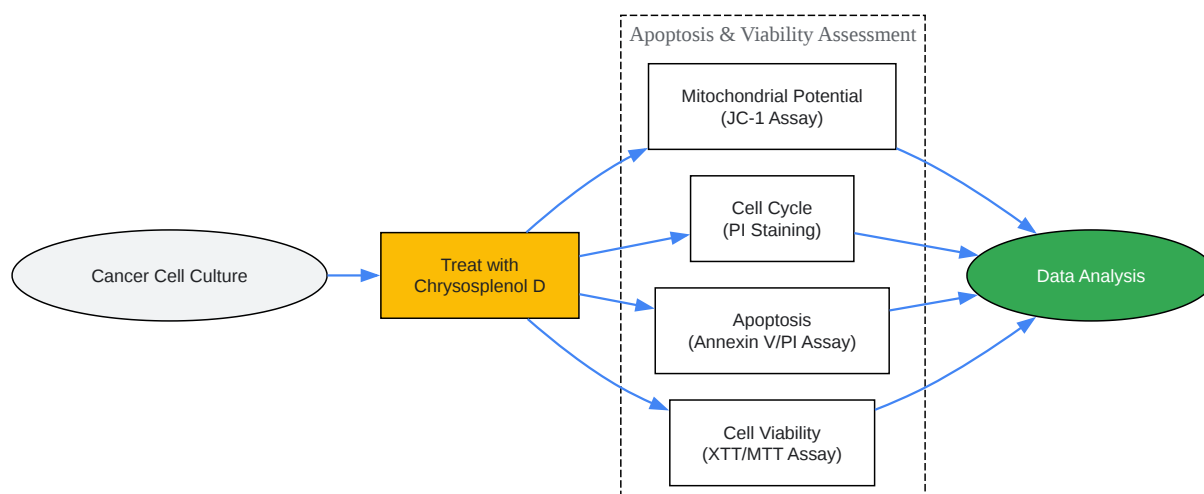 Apoptosis & Viability Assessment
Mitochondrial Potential
(JC-1 Assay)
Cell Cycle
(PI Staining)
Cancer Cell Culture
Treat with
Chrysosplenol D
Data Analysis
Apoptosis
(Annexin V/PI Assay)
Cell Viability
(XTT/MTT Assay)